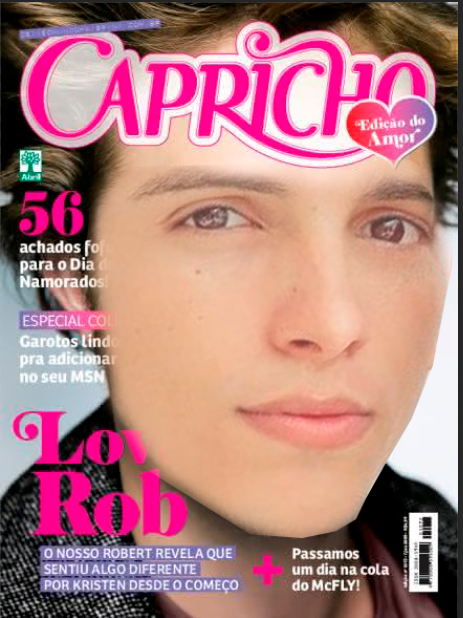 CAPRICHO
Edição do
Amor
Abril
56
achados fof
para o Dia d
Namorados
ESPECIAL COL
Garotos lindo
pra adicionar
no seu MSN
Lov
Rob
O NOSSO ROBERT REVELA QUE
SENTIU ALGO DIFERENTE
POR KRISTEN DESDE O COMEÇO
+
Passamos
um dia na cola
do McFLY!